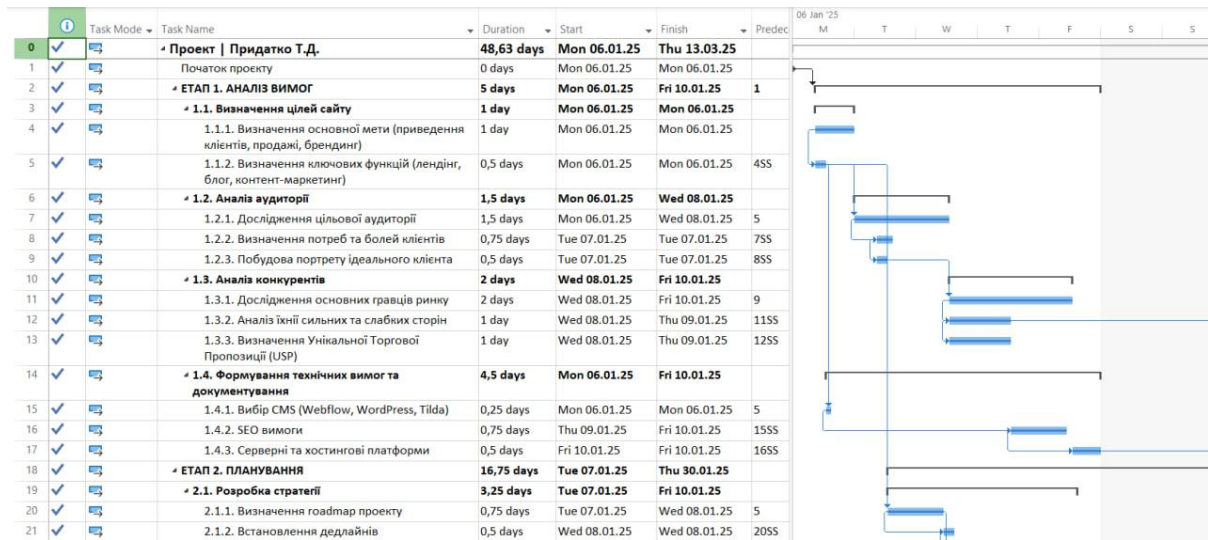 06 Jan '25
Task Mode Task Name Duration Start Finish Predec M T W T F S S
0 Проект | Придатко Т.Д. 48,63 days Mon 06.01.25 Thu 13.03.25
1 Початок проєкту 0 days Mon 06.01.25 Mon 06.01.25
2 ЕТАП 1. АНАЛІЗ ВИМОГ 5 days Mon 06.01.25 Fri 10.01.25 1
3 1.1. Визначення цілей сайту 1 day Mon 06.01.25 Mon 06.01.25
4 1.1.1. Визначення основної мети (приведення 1 day Mon 06.01.25 Mon 06.01.25
клієнтів, продажі, брендинг)
5 1.1.2. Визначення ключових функцій (лендінг, 0,5 days Mon 06.01.25 Mon 06.01.25 4SS
блог, контент-маркетинг)
6 1.2. Аналіз аудиторії 1,5 days Mon 06.01.25 Wed 08.01.25
7 1.2.1. Дослідження цільової аудиторії 1,5 days Mon 06.01.25 Wed 08.01.25 5
8 1.2.2. Визначення потреб та болей клієнтів 0,75 days Tue 07.01.25 Tue 07.01.25 7SS
9 1.2.3. Побудова портрету ідеального клієнта 0,5 days Tue 07.01.25 Tue 07.01.25 8SS
10 1.3. Аналіз конкурентів 2 days Wed 08.01.25 Fri 10.01.25
11 1.3.1. Дослідження основних гравців ринку 2 days Wed 08.01.25 Fri 10.01.25 9
12 1.3.2. Аналіз їхнії сильних та слабких сторін 1 day Wed 08.01.25 Thu 09.01.25 11SS
13 1.3.3. Визначення Унікальної Торгової 1 day Wed 08.01.25 Thu 09.01.25 12SS
Пропозиції (USP)
14 1.4. Формування технічних вимог та 4,5 days Mon 06.01.25 Fri 10.01.25
документування
15 1.4.1. Вибір CMS (Webflow, WordPress, Tilda) 0,25 days Mon 06.01.25 Mon 06.01.25 5
16 1.4.2. SEO вимоги 0,75 days Thu 09.01.25 Fri 10.01.25 15SS
17 1.4.3. Серверні та хостингові платформи 0,5 days Fri 10.01.25 Fri 10.01.25 16SS
18 ЕТАП 2. ПЛАНУВАННЯ 16,75 days Tue 07.01.25 Thu 30.01.25
19 2.1. Розробка стратегії 3,25 days Tue 07.01.25 Fri 10.01.25
20 2.1.1. Визначення roadmap проекту 0,75 days Tue 07.01.25 Wed 08.01.25 5
21 2.1.2. Встановлення дедлайнів 0,5 days Wed 08.01.25 Wed 08.01.25 20SS